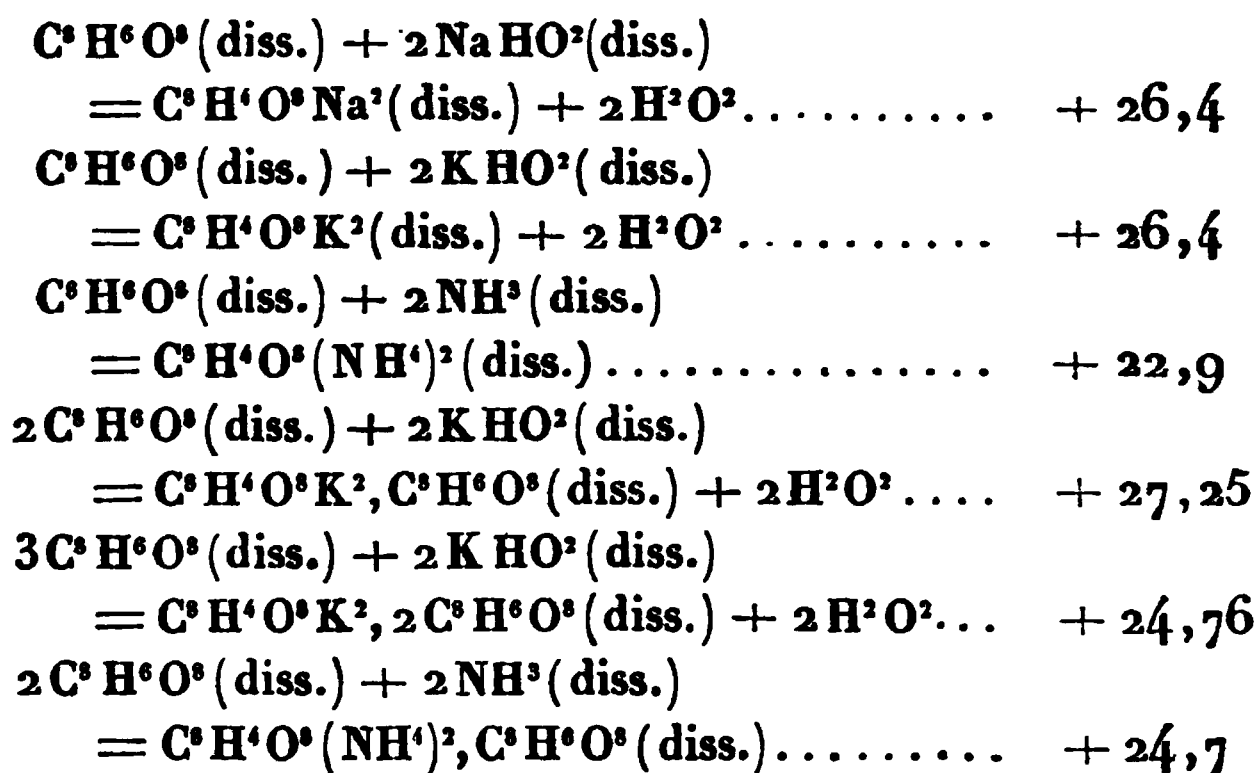 C⁸H⁶O⁸(diss.) + 2NaHO²(diss.)
= C⁸H⁴O⁸Na²(diss.) + 2H²O².......... + 26,4
C⁸H⁶O⁸(diss.) + 2KHO²(diss.)
= C⁸H⁴O⁸K²(diss.) + 2H²O².......... + 26,4
C⁸H⁶O⁸(diss.) + 2NH³(diss.)
= C⁸H⁴O⁸(NH⁴)²(diss.)............... + 22,9
2C⁸H⁶O⁸(diss.) + 2KHO²(diss.)
= C⁸H⁴O⁸K²,C⁸H⁶O⁸(diss.) + 2H²O².... + 27,25
3C⁸H⁶O⁸(diss.) + 2KHO²(diss.)
= C⁸H⁴O⁸K²,2C⁸H⁶O⁸(diss.) + 2H²O²... + 24,76
2C⁸H⁶O⁸(diss.) + 2NH³(diss.)
= C⁸H⁴O⁸(NH⁴)²,C⁸H⁶O⁸(diss.)......... + 24,7